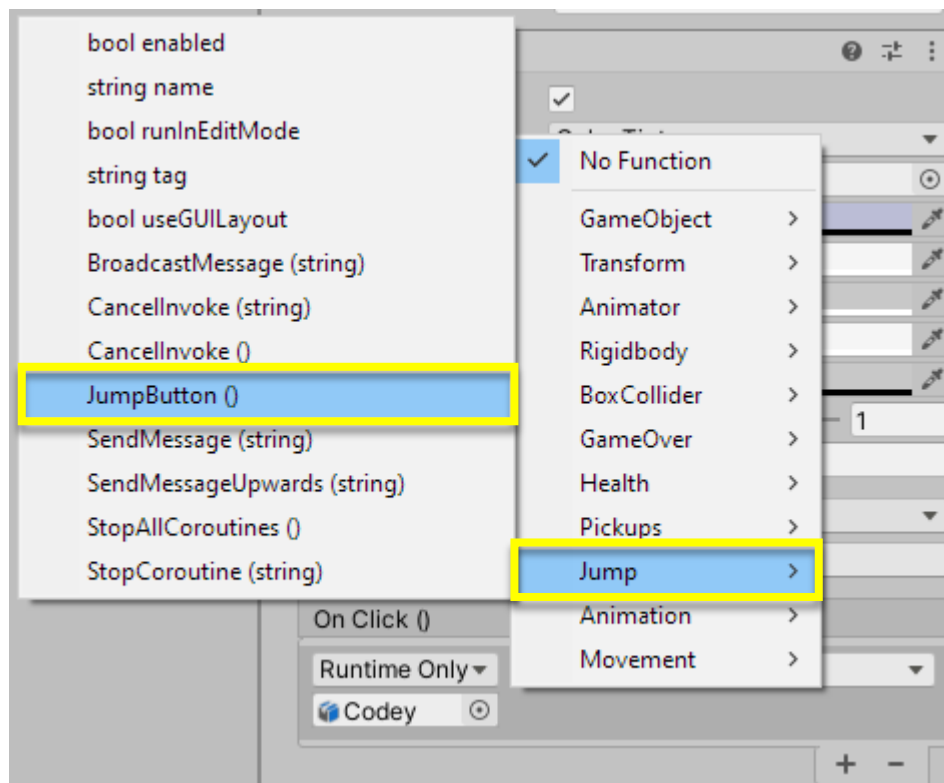 bool enabled
string name
bool runInEditMode
string tag
bool useGUILayout
BroadcastMessage (string)
CancelInvoke (string)
CancelInvoke ()
JumpButton ()
SendMessage (string)
SendMessageUpwards (string)
StopAllCoroutines ()
StopCoroutine (string)
No Function
GameObject
Transform
Animator
Rigidbody
BoxCollider
GameOver
Health
Pickups
Jump
Animation
Movement
1
On Click ()
Runtime Only
Codey